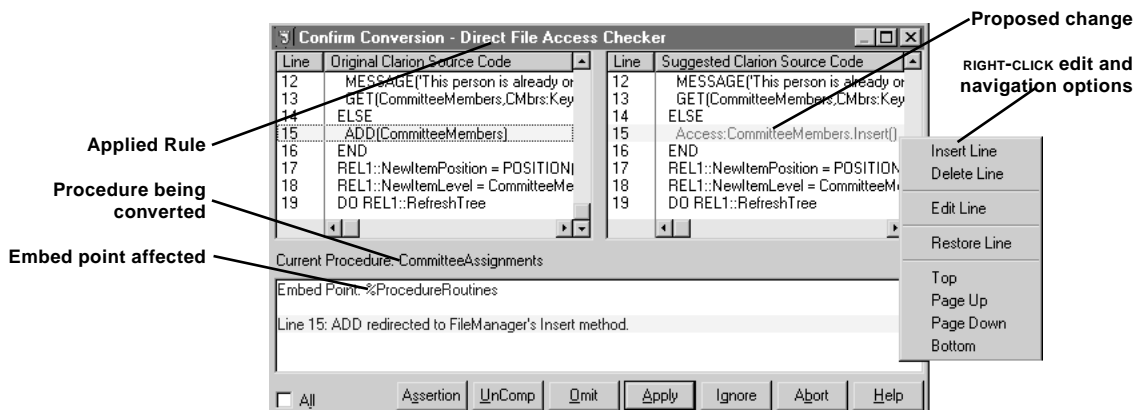 Proposed change
Confirm Conversion - Direct File Access Checker
RIGHT-CLICK edit and
navigation options
Line Original Clarion Source Code
12 MESSAGE('This person is already or
13 GET(CommitteeMembers,CMbrs:Key
14 ELSE
15 ADD(CommitteeMembers)
16 END
17 REL1::NewItemPosition = POSITION(
18 REL1::NewItemLevel = CommitteeMe
19 DO REL1::RefreshTree
Line Suggested Clarion Source Code
12 MESSAGE('This person is already or
13 GET(CommitteeMembers,CMbrs:Key
14 ELSE
15 Access:CommitteeMembers.Insert()
16 END
17 REL1::NewItemPosition = POSITION
18 REL1::NewItemLevel = CommitteeM
19 DO REL1::RefreshTree
Applied Rule
Procedure being
converted
Embed point affected
Insert Line
Delete Line
Edit Line
Restore Line
Top
Page Up
Page Down
Bottom
Current Procedure: CommitteeAssignments
Embed Point: %ProcedureRoutines
Line 15: ADD redirected to FileManager's Insert method.
All Assertion UnComp Omit Apply Ignore Abort Help